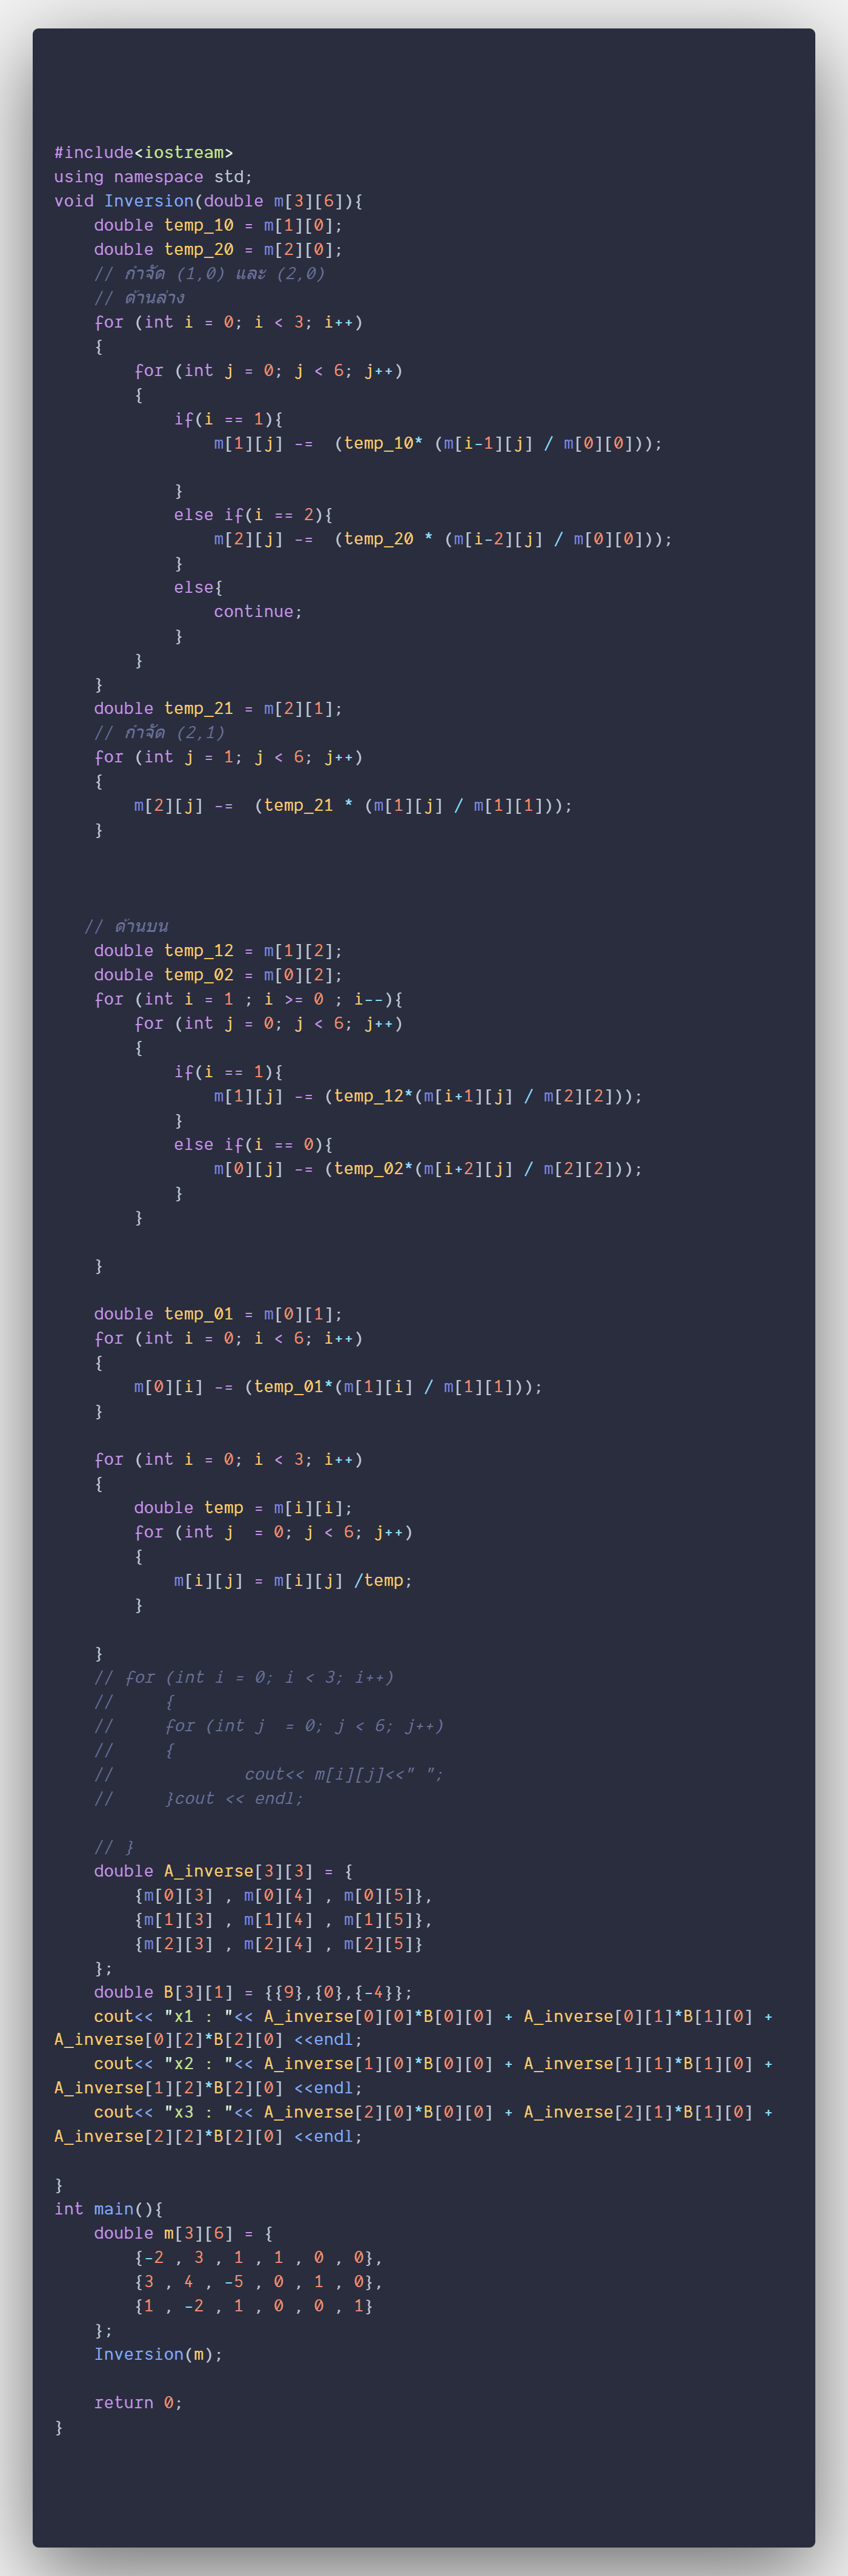 #include<iostream>
using namespace std;
void Inversion(double m[3][6]){
    double temp_10 = m[1][0];
    double temp_20 = m[2][0];
    // กำจัด (1,0) และ (2,0)
    // ด้านล่าง
    for (int i = 0; i < 3; i++)
    {
        for (int j = 0; j < 6; j++)
        {
            if(i == 1){
                m[1][j] -=  (temp_10* (m[i-1][j] / m[0][0]));

            }
            else if(i == 2){
                m[2][j] -=  (temp_20 * (m[i-2][j] / m[0][0]));
            }
            else{
                continue;
            }
        }
    }
    double temp_21 = m[2][1];
    // กำจัด (2,1)
    for (int j = 1; j < 6; j++)
    {
        m[2][j] -=  (temp_21 * (m[1][j] / m[1][1]));
    }



   // ด้านบน
    double temp_12 = m[1][2];
    double temp_02 = m[0][2];
    for (int i = 1 ; i >= 0 ; i--){
        for (int j = 0; j < 6; j++)
        {
            if(i == 1){
                m[1][j] -= (temp_12*(m[i+1][j] / m[2][2]));
            }
            else if(i == 0){
                m[0][j] -= (temp_02*(m[i+2][j] / m[2][2]));
            }
        }

    }

    double temp_01 = m[0][1];
    for (int i = 0; i < 6; i++)
    {
        m[0][i] -= (temp_01*(m[1][i] / m[1][1]));
    }

    for (int i = 0; i < 3; i++)
    {
        double temp = m[i][i];
        for (int j  = 0; j < 6; j++)
        {
            m[i][j] = m[i][j] /temp;
        }

    }
    // for (int i = 0; i < 3; i++)
    //     {
    //     for (int j  = 0; j < 6; j++)
    //     {
    //             cout<< m[i][j]<<" ";
    //     }cout << endl;

    // }
    double A_inverse[3][3] = {
        {m[0][3] , m[0][4] , m[0][5]},
        {m[1][3] , m[1][4] , m[1][5]},
        {m[2][3] , m[2][4] , m[2][5]}
    };
    double B[3][1] = {{9},{0},{-4}};
    cout<< "x1 : "<< A_inverse[0][0]*B[0][0] + A_inverse[0][1]*B[1][0] +
A_inverse[0][2]*B[2][0] <<endl;
    cout<< "x2 : "<< A_inverse[1][0]*B[0][0] + A_inverse[1][1]*B[1][0] +
A_inverse[1][2]*B[2][0] <<endl;
    cout<< "x3 : "<< A_inverse[2][0]*B[0][0] + A_inverse[2][1]*B[1][0] +
A_inverse[2][2]*B[2][0] <<endl;

}
int main(){
    double m[3][6] = {
        {-2 , 3 , 1 , 1 , 0 , 0},
        {3 , 4 , -5 , 0 , 1 , 0},
        {1 , -2 , 1 , 0 , 0 , 1}
    };
    Inversion(m);

    return 0;
}